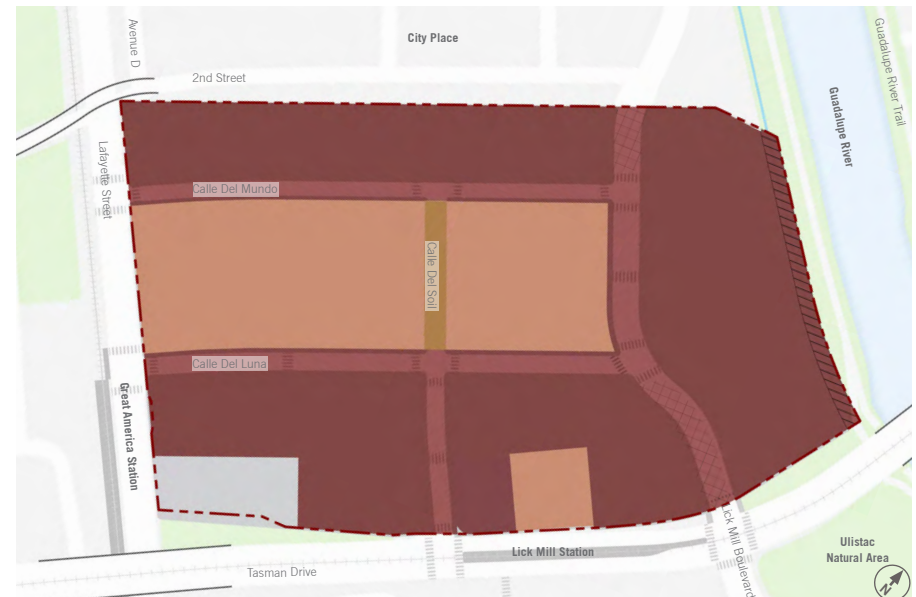 City Place
Avenue D
2nd Street
Guadalupe River Trail
Guadalupe River
Lafayette Street
Calle Del Mundo
Calle Del Soil
Calle Del Luna
Great America Station
Lick Mill Boulevard
Lick Mill Station
Ulistac
Natural Area
Tasman Drive
N